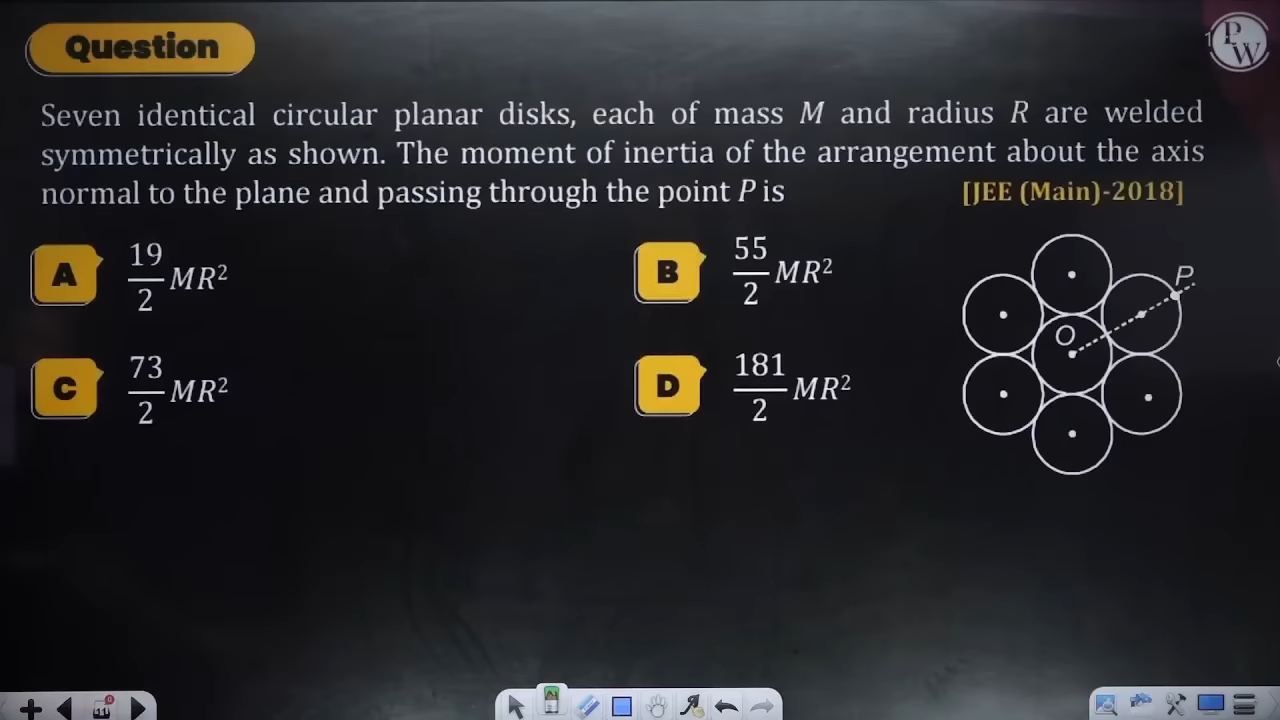 Question
PW
Seven identical circular planar disks, each of mass M and radius R are welded
symmetrically as shown. The moment of inertia of the arrangement about the axis
normal to the plane and passing through the point P is [JEE (Main)-2018]
A 19/2 MR²
B 55/2 MR²
C 73/2 MR²
D 181/2 MR²
P
O